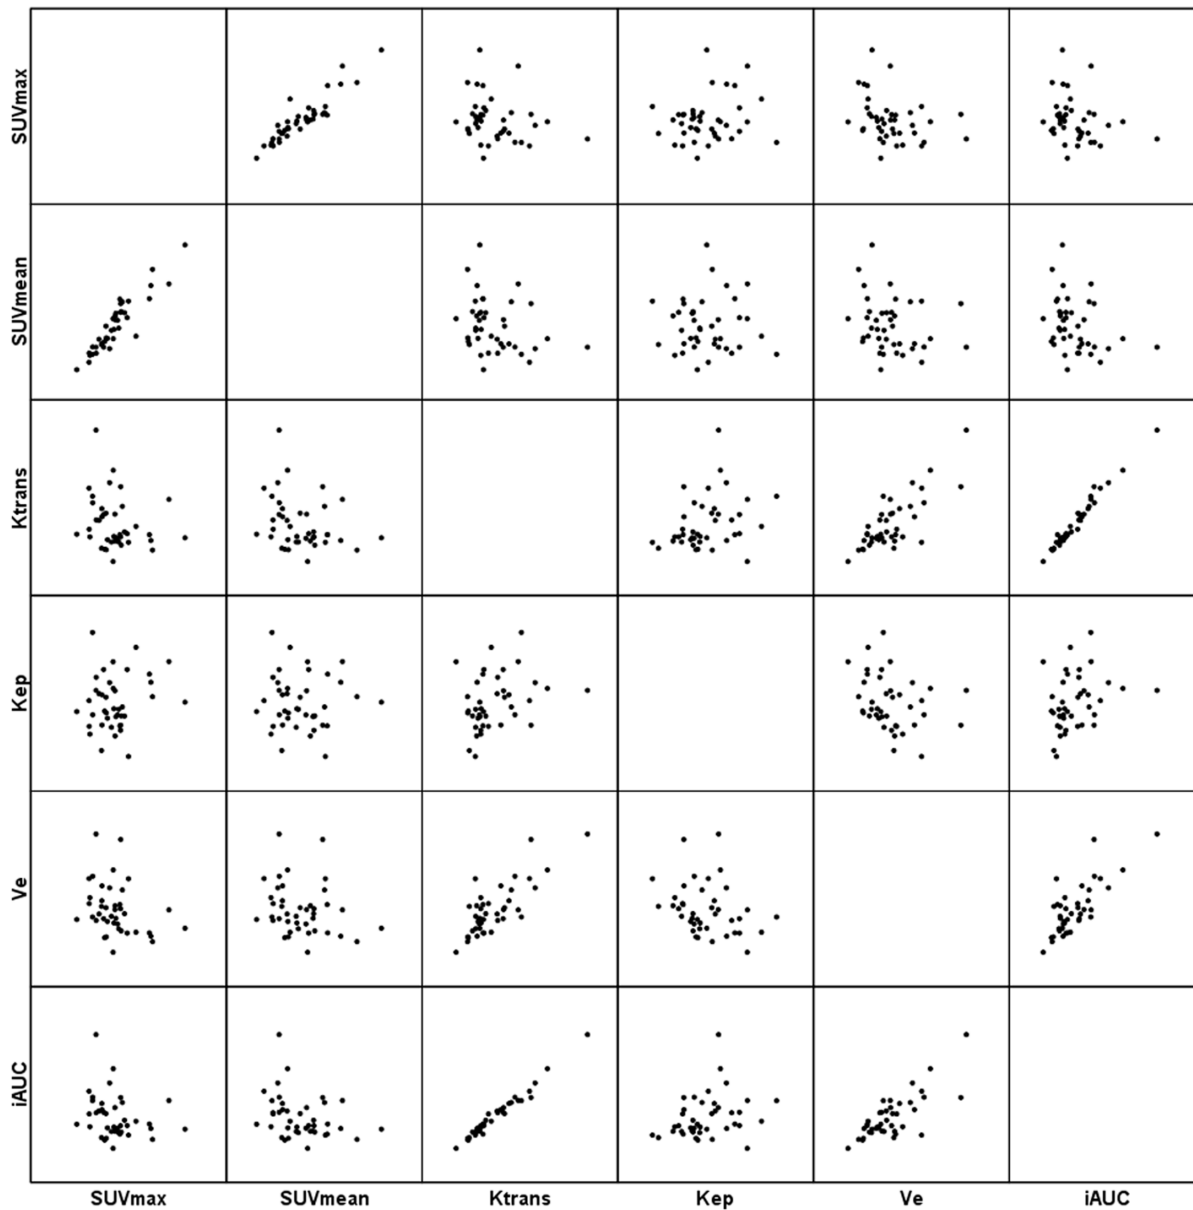 SUVmax
SUVmean
Ktrans
Kep
Ve
iAUC
SUVmax SUVmean Ktrans Kep Ve iAUC